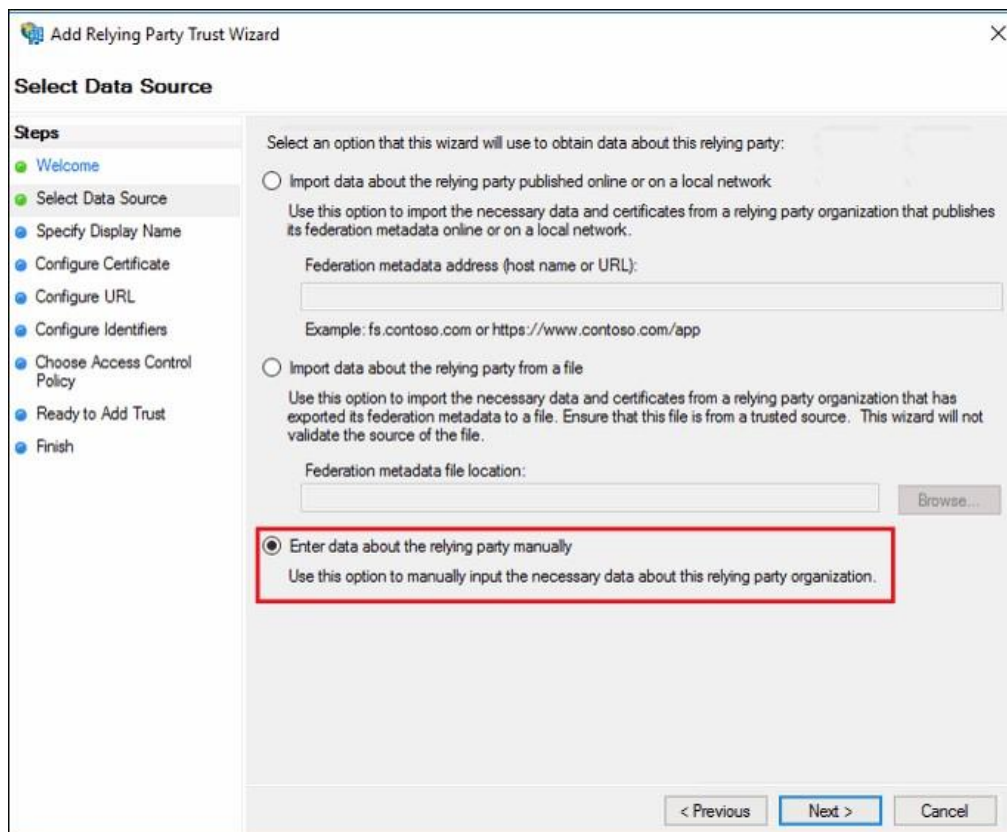 Add Relying Party Trust Wizard
Select Data Source
Steps
Welcome
Select Data Source
Specify Display Name
Configure Certificate
Configure URL
Configure Identifiers
Choose Access Control
Policy
Ready to Add Trust
Finish
Select an option that this wizard will use to obtain data about this relying party:
Import data about the relying party published online or on a local network
Use this option to import the necessary data and certificates from a relying party organization that publishes
its federation metadata online or on a local network.
Federation metadata address (host name or URL):
Example: fs.contoso.com or https://www.contoso.com/app
Import data about the relying party from a file
Use this option to import the necessary data and certificates from a relying party organization that has
exported its federation metadata to a file. Ensure that this file is from a trusted source. This wizard will not
validate the source of the file.
Federation metadata file location:
Browse...
Enter data about the relying party manually
Use this option to manually input the necessary data about this relying party organization.
< Previous
Next >
Cancel